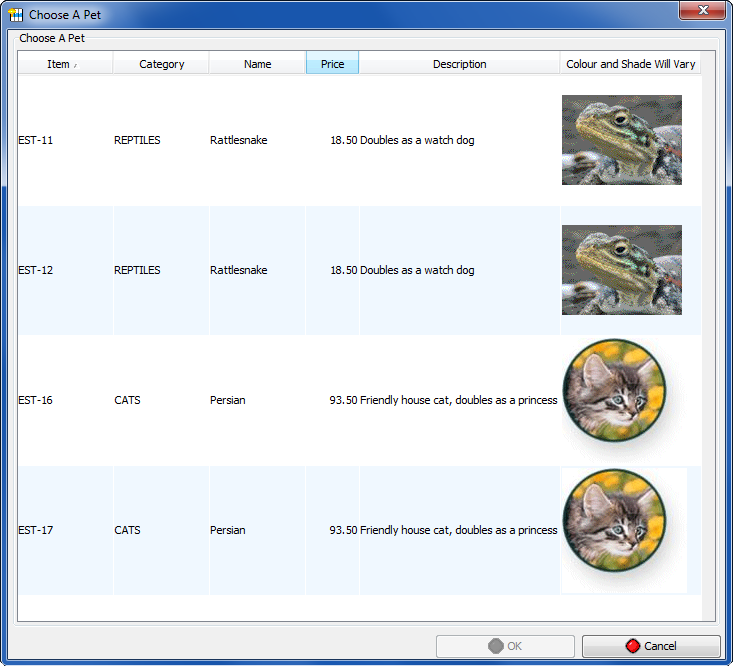 Choose A Pet
Choose A Pet
Item Category Name Price Description Colour and Shade Will Vary
EST-11 REPTILES Rattlesnake 18.50 Doubles as a watch dog
EST-12 REPTILES Rattlesnake 18.50 Doubles as a watch dog
EST-16 CATS Persian 93.50 Friendly house cat, doubles as a princess
EST-17 CATS Persian 93.50 Friendly house cat, doubles as a princess
OK Cancel